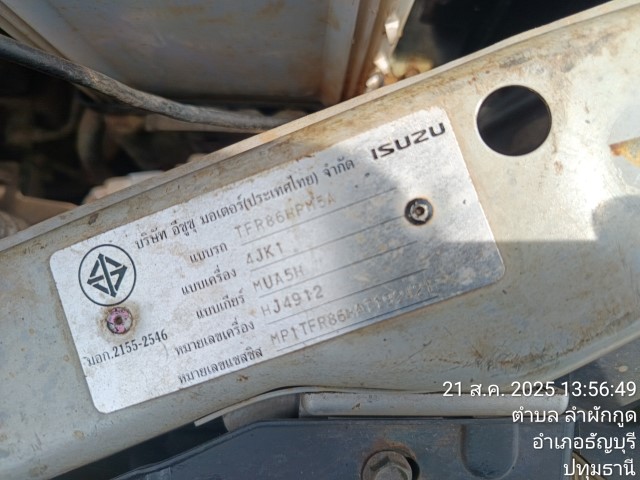 ISUZU
บริษัท อีซูซุ มอเตอร์(ประเทศไทย) จำกัด
แบบรถ
แบบเครื่อง 4JK1
แบบเกียร์ MUA5H
หมายเลขเครื่อง HJ4912
หมายเลขแชสซิส
มอก.2155-2546
21 ส.ค. 2025 13:56:49
ตำบล ลำผักกูด
อำเภอธัญบุรี
ปทุมธานี